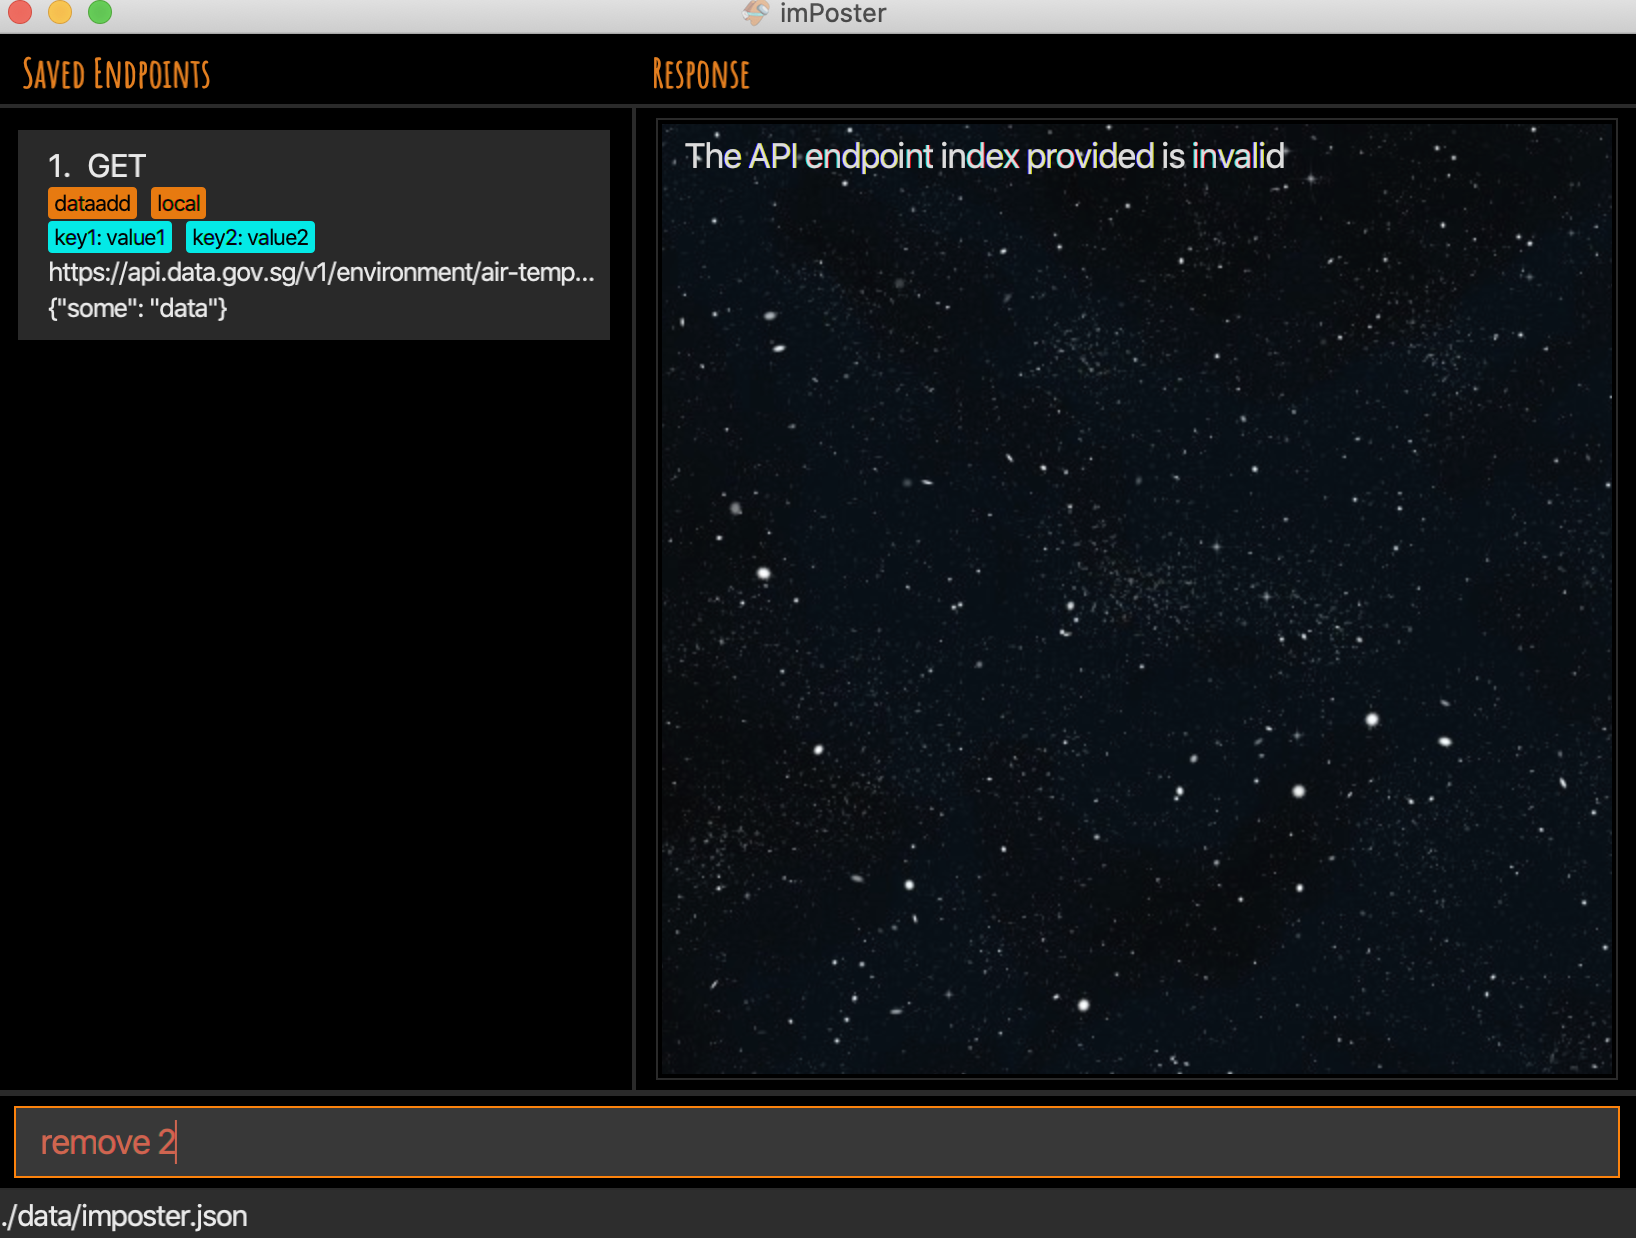 imPoster
Saved Endpoints
Response
1. GET
dataadd local
key1: value1 key2: value2
https://api.data.gov.sg/v1/environment/air-temp...
{"some": "data"}
The API endpoint index provided is invalid
remove 2
./data/imposter.json